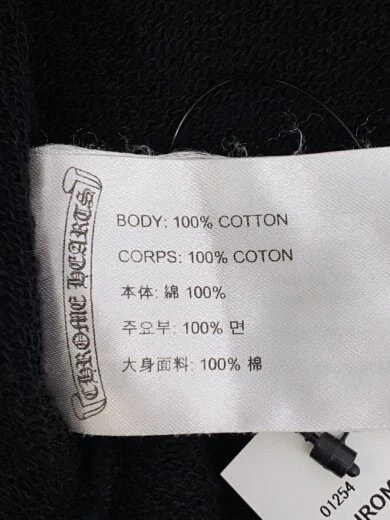 CHROME HEARTS
BODY: 100% COTTON
CORPS: 100% COTON
本体: 綿 100%
주요부: 100% 면
大身面料: 100% 棉
01254